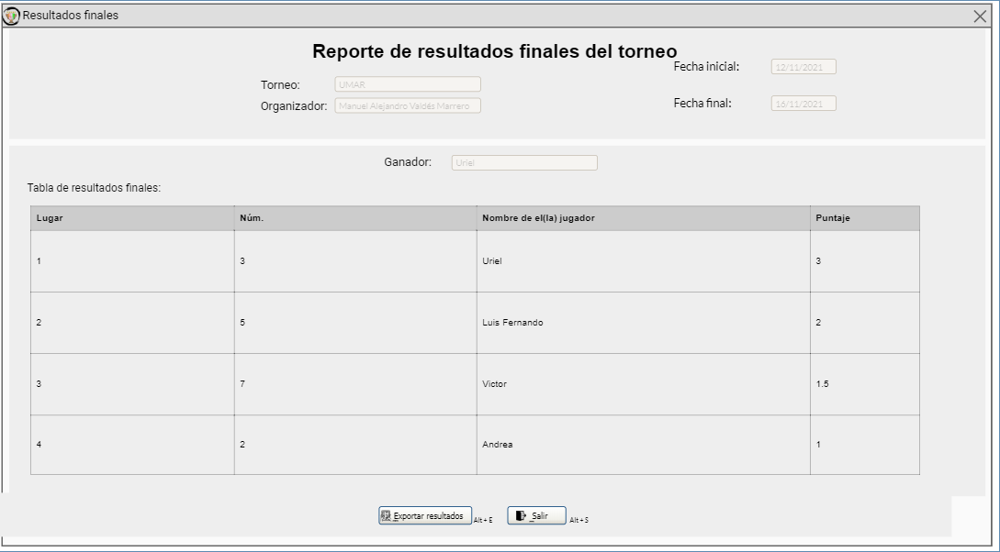 Resultados finales
Reporte de resultados finales del torneo
Fecha inicial: 12/11/2021
Torneo: UMAR
Organizador: Manuel Alejandro Valdés Marrero
Fecha final: 16/11/2021
Ganador: Uriel
Tabla de resultados finales:
Lugar Núm. Nombre de el(la) jugador Puntaje
1 3 Uriel 3
2 5 Luis Fernando 2
3 7 Victor 1.5
4 2 Andrea 1
Exportar resultados Alt + E Salir Alt + S